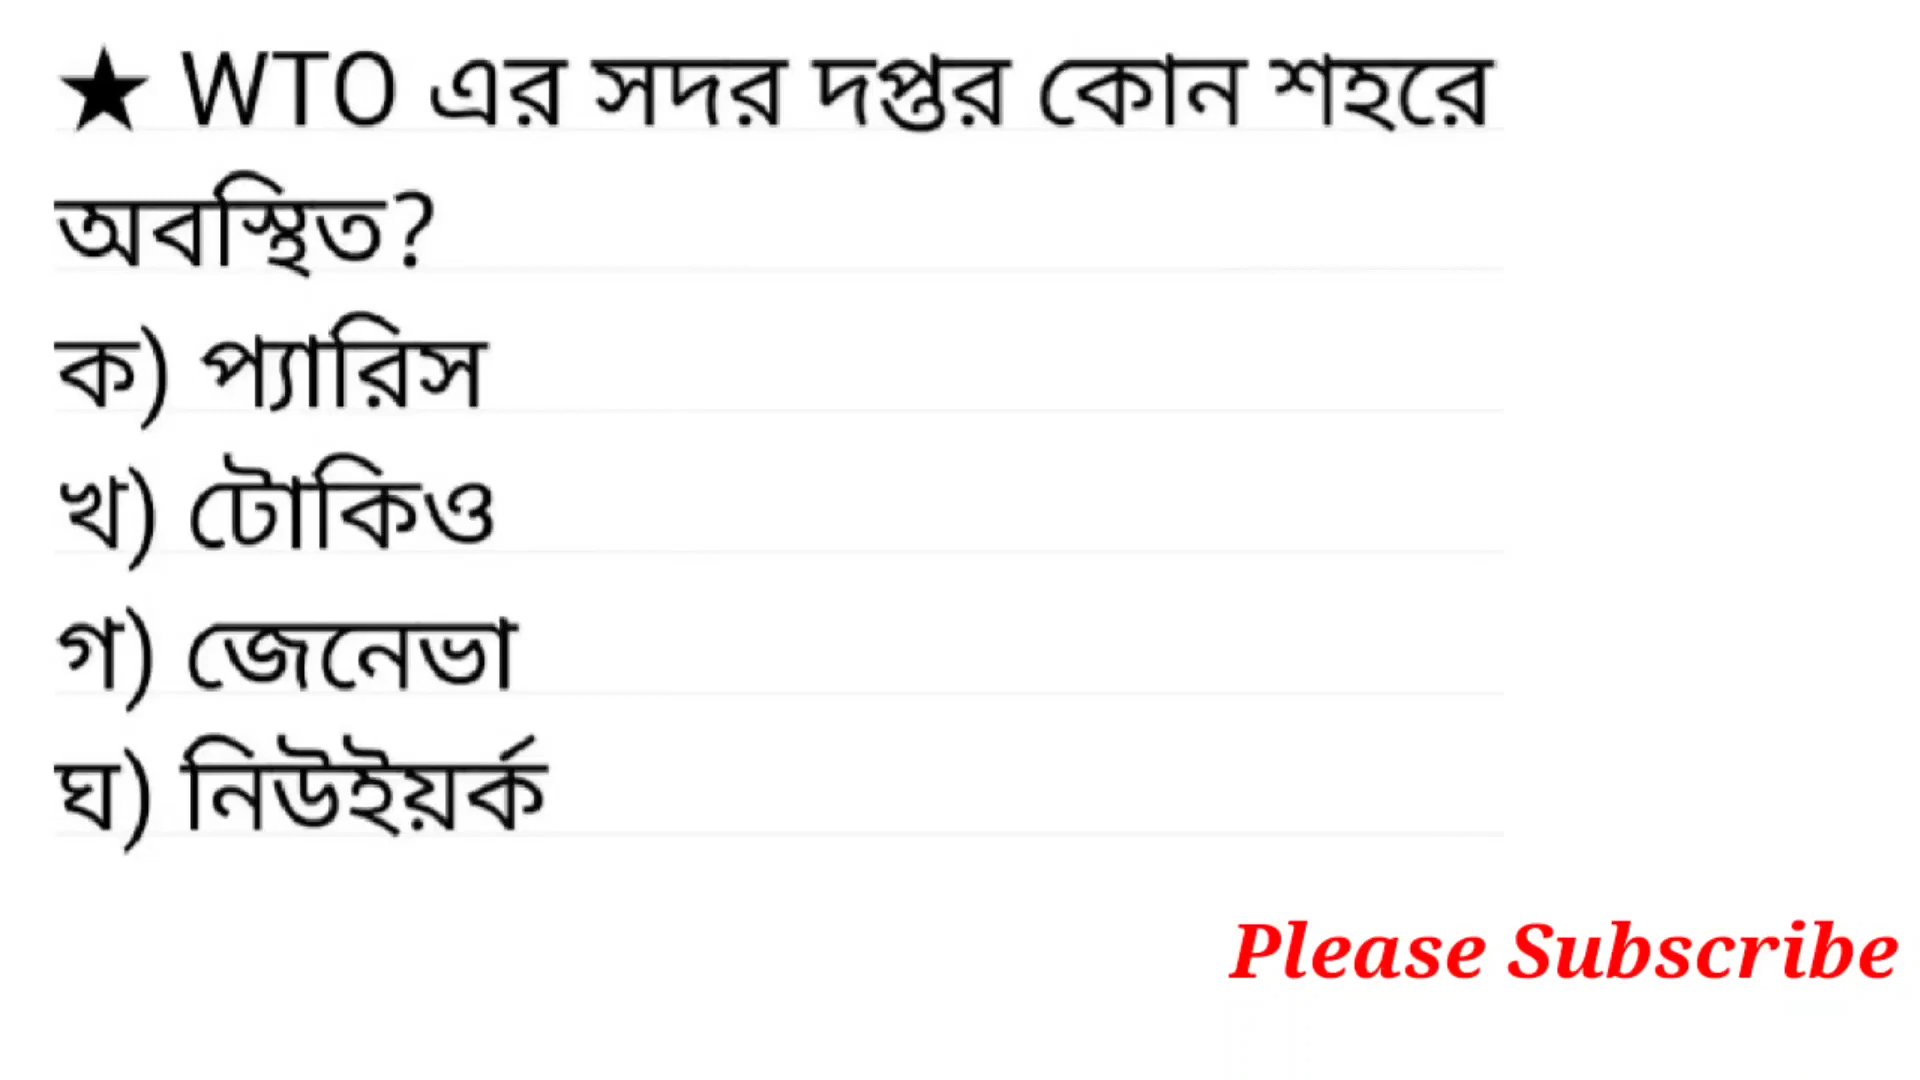 ★ WTO এর সদর দপ্তর কোন শহরে
অবস্থিত?
ক) প্যারিস
খ) টোকিও
গ) জেনেভা
ঘ) নিউইয়র্ক
Please Subscribe